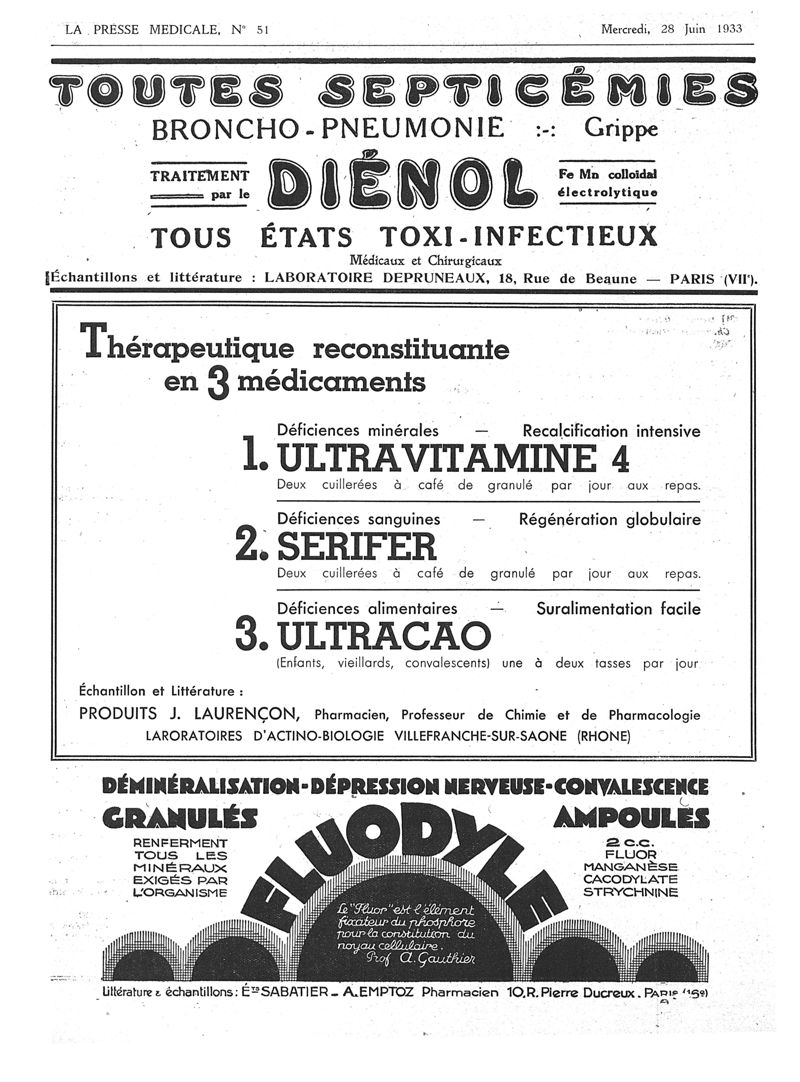 LA PRESSE MEDICALE, N° 51
Mercredi, 28 Juin 1933
TOUTES SEPTICÉMIES
BRONCHO-PNEUMONIE :-: Grippe
TRAITEMENT
par le
DIÉNOL
Fe Mn colloïdal
électrolytique
TOUS ÉTATS TOXI-INFECTIEUX
Médicaux et Chirurgicaux
Échantillons et littérature : LABORATOIRE DEPRUNEAUX, 18, Rue de Beaune — PARIS (VIIe).
Thérapeutique reconstituante
en 3 médicaments
Déficiences minérales — Recalcification intensive
1. ULTRAVITAMINE 4
Deux cuillerées à café de granulé par jour aux repas.
Déficiences sanguines — Régénération globulaire
2. SERIFER
Deux cuillerées à café de granulé par jour aux repas.
Déficiences alimentaires — Suralimentation facile
3. ULTRACAO
(Enfants, vieillards, convalescents) une à deux tasses par jour
Échantillon et Littérature :
PRODUITS J. LAURENÇON, Pharmacien, Professeur de Chimie et de Pharmacologie
LARORATOIRES D'ACTINO-BIOLOGIE VILLEFRANCHE-SUR-SAONE (RHONE)
DÉMINÉRALISATION-DÉPRESSION NERVEUSE-CONVALESCENCE
GRANULÉS
RENFERMENT
TOUS LES
MINÉRAUX
EXIGÉS PAR
L'ORGANISME
FLUODYLE
AMPOULES
2 c.c.
FLUOR
MANGANÈSE
CACODYLATE
STRYCHNINE
Le "Fluor" est l'élément
fixateur du phosphore
pour la constitution du
noyau cellulaire.
Prof A. Gauthier
Littérature & échantillons : Éts SABATIER - A. EMPTOZ Pharmacien 10, R. Pierre Ducreux. PARIS (16e)